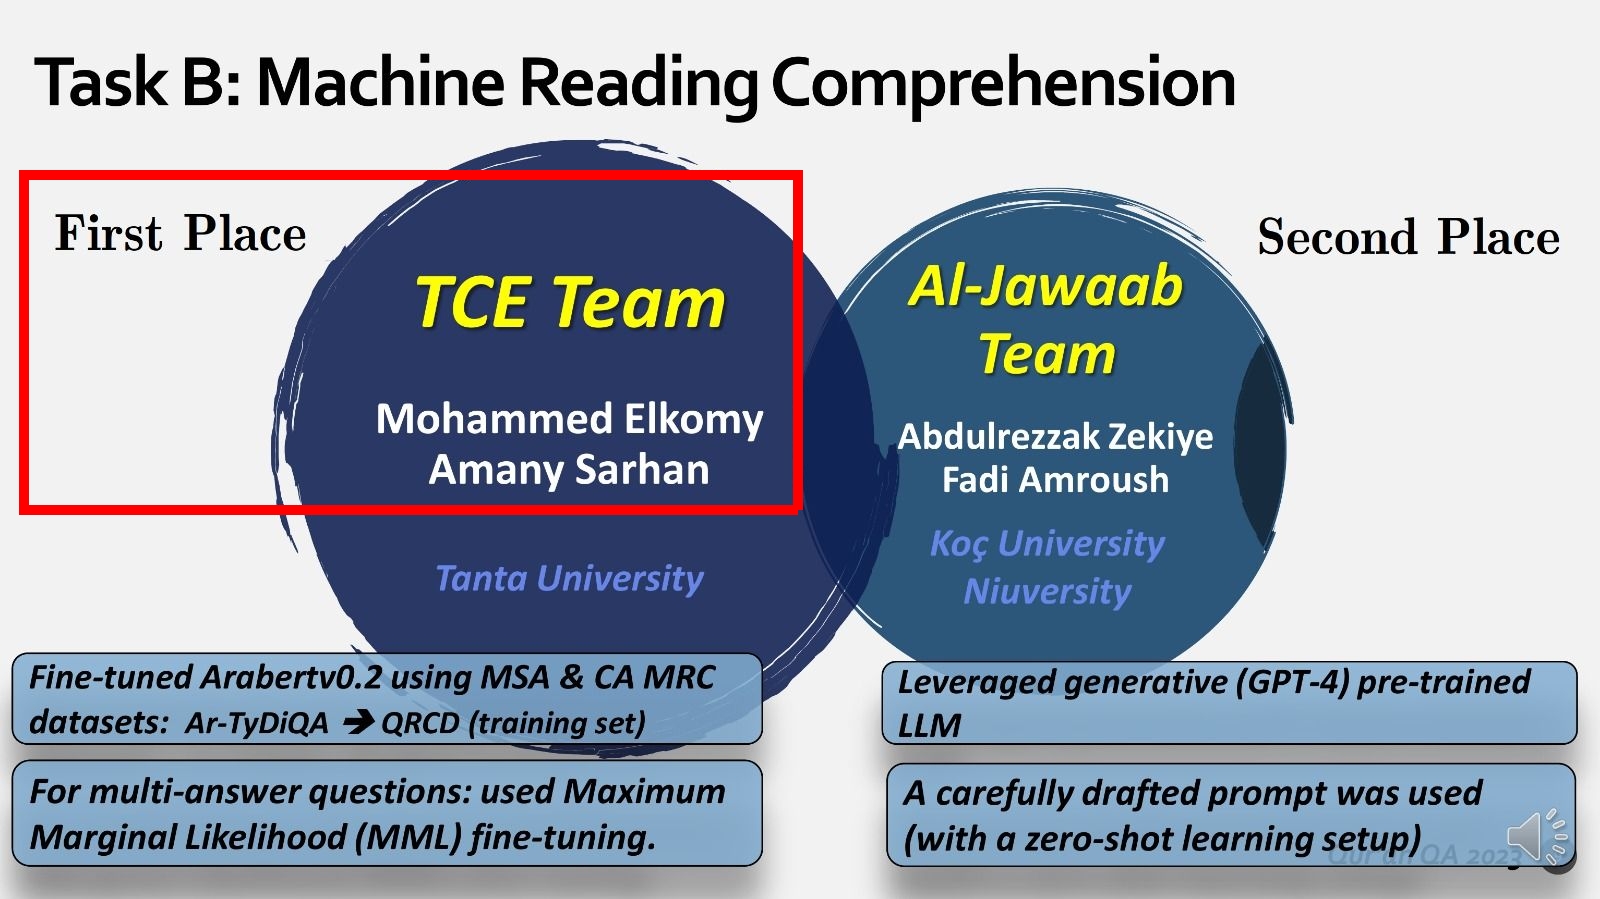 Task B: Machine Reading Comprehension
First Place
TCE Team
Mohammed Elkomy
Amany Sarhan
Tanta University
Fine-tuned Arabertv0.2 using MSA & CA MRC
datasets: Ar-TyDiQA ➔ QRCD (training set)
For multi-answer questions: used Maximum
Marginal Likelihood (MML) fine-tuning.
Second Place
Al-Jawaab
Team
Abdulrezzak Zekiye
Fadi Amroush
Koç University
Niuversity
Leveraged generative (GPT-4) pre-trained
LLM
A carefully drafted prompt was used
(with a zero-shot learning setup)
Qur'an QA 2023